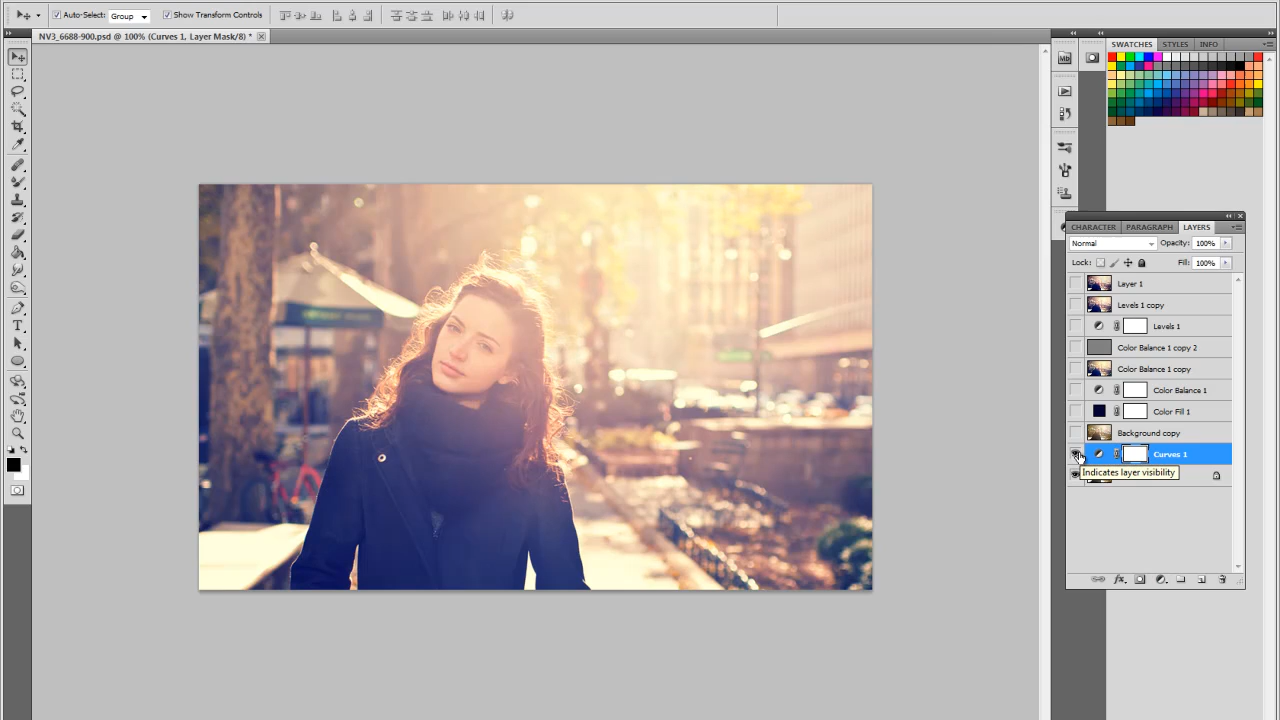 Auto-Select: Group Show Transform Controls
NV3_6688-900.psd @ 100% (Curves 1, Layer Mask/8) *
SWATCHES STYLES INFO
Mb
CHARACTER PARAGRAPH LAYERS
Normal Opacity: 100%
Lock: Fill: 100%
Layer 1
Levels 1 copy
Levels 1
Color Balance 1 copy 2
Color Balance 1 copy
Color Balance 1
Color Fill 1
Background copy
Curves 1
Indicates layer visibility
T
fx